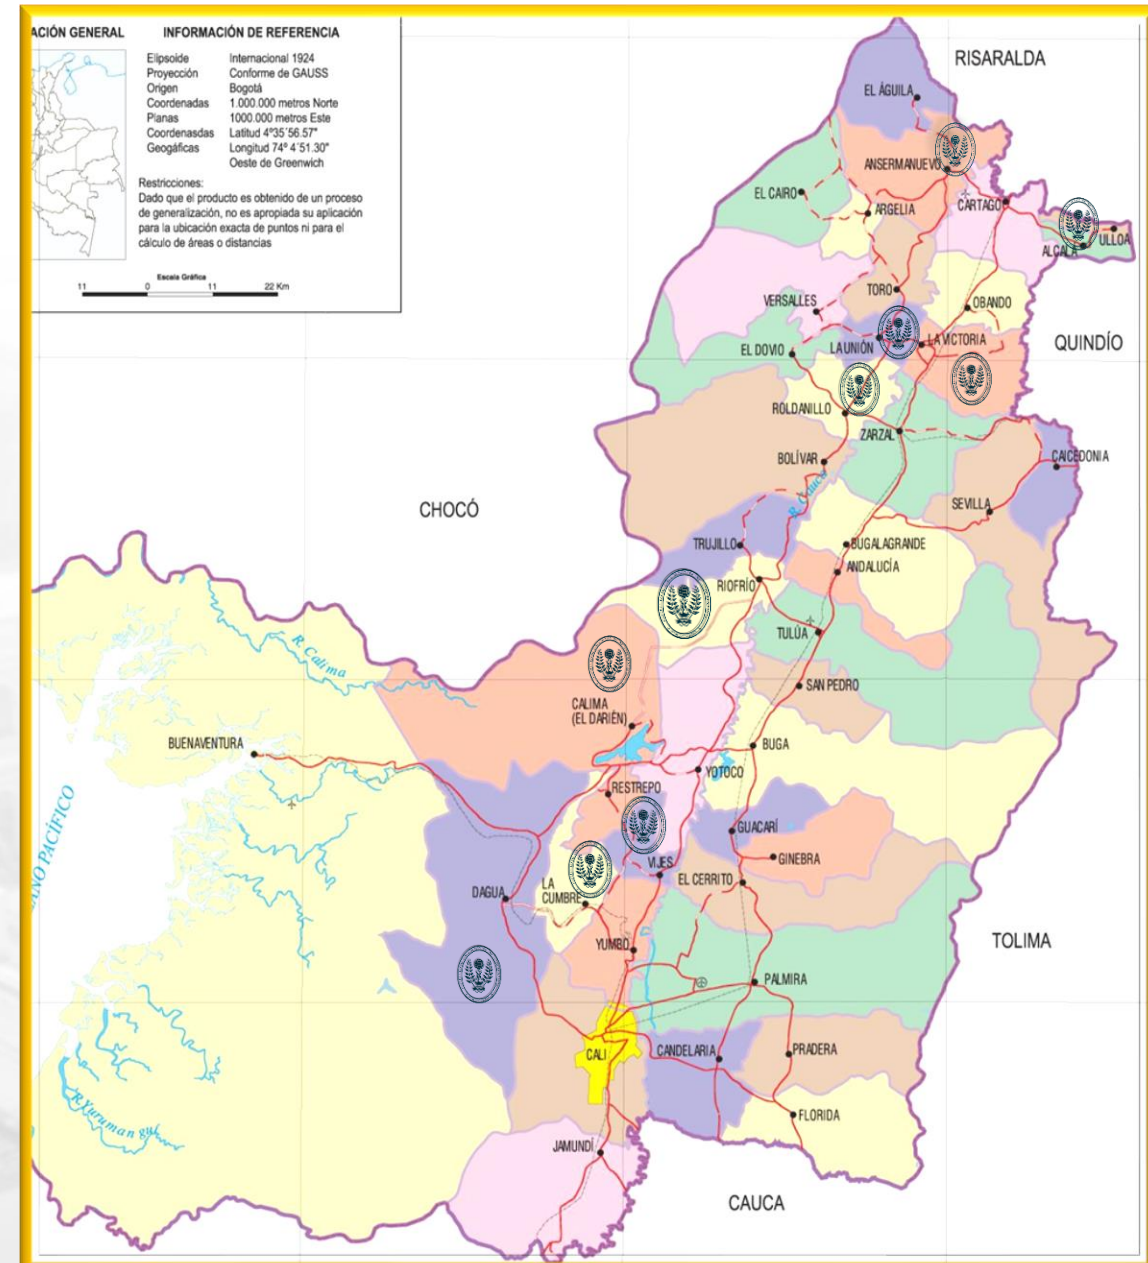 ACIÓN GENERAL
INFORMACIÓN DE REFERENCIA
Elipsoide Internacional 1924
Proyección Conforme de GAUSS
Origen Bogotá
Coordenadas 1.000.000 metros Norte
Planas 1000.000 metros Este
Coordenasdas Latitud 4°35´56.57"
Geogáficas Longitud 74° 4´51.30"
Oeste de Greenwich
Restricciones:
Dado que el producto es obtenido de un proceso
de generalización, no es apropiada su aplicación
para la ubicación exacta de puntos ni para el
cálculo de áreas o distancias
Escala Gráfica
11 0 11 22 Km
RISARALDA
EL ÁGUILA
ANSERMANUEVO
EL CAIRO
ARGELIA
CARTAGO
ALCALÁ
ULLOA
TORO
VERSALLES
OBANDO
LA UNIÓN
LA VICTORIA
QUINDÍO
EL DOVIO
ROLDANILLO
ZARZAL
BOLÍVAR
CAICEDONIA
R. Cauca
SEVILLA
CHOCÓ
TRUJILLO
BUGALAGRANDE
ANDALUCÍA
RIOFRÍO
TULÚA
R. Calima
SAN PEDRO
CALIMA
(EL DARIÉN)
BUENAVENTURA
BUGA
YOTOCO
RESTREPO
GUACARÍ
VIJES
GINEBRA
EL CERRITO
DAGUA
LA
CUMBRE
ANO PACÍFICO
YUMBO
TOLIMA
PALMIRA
CALI
CANDELARIA
PRADERA
FLORIDA
JAMUNDÍ
CAUCA